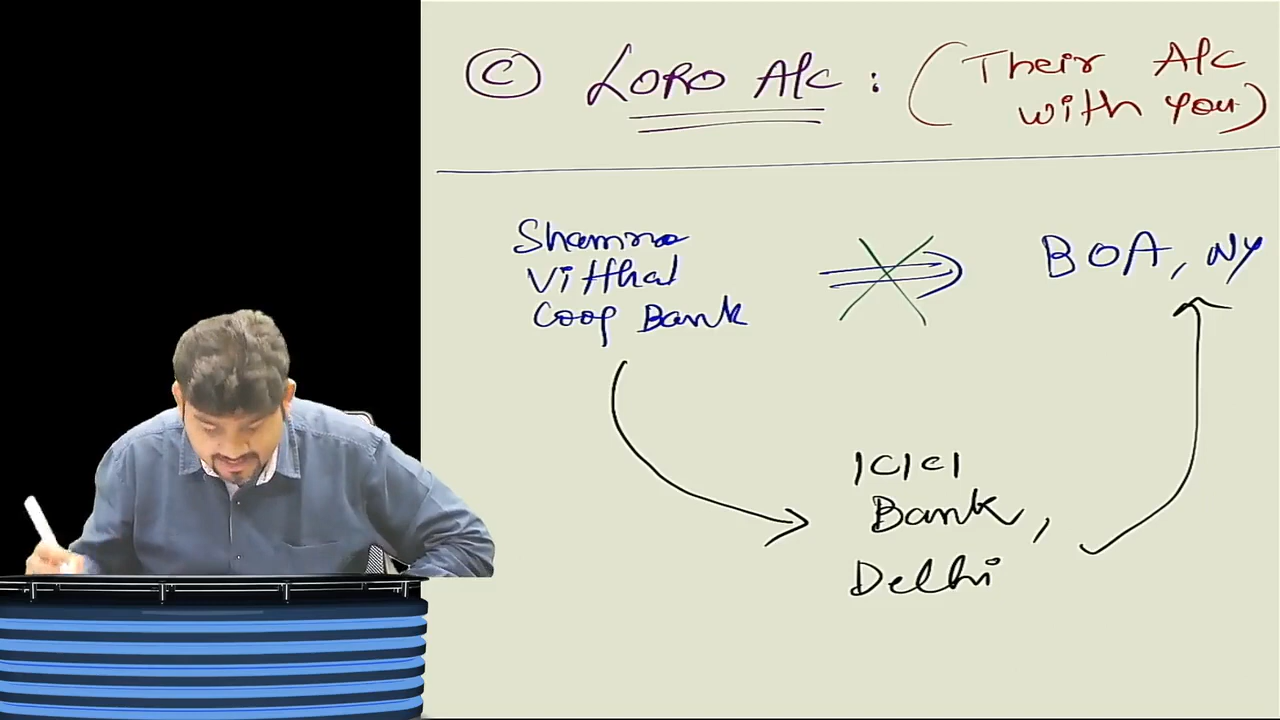 Ⓒ LORO A/c : (Their A/c
with you)
Shamrao
Vitthal
Coop Bank
BOA, NY
ICICI
Bank,
Delhi